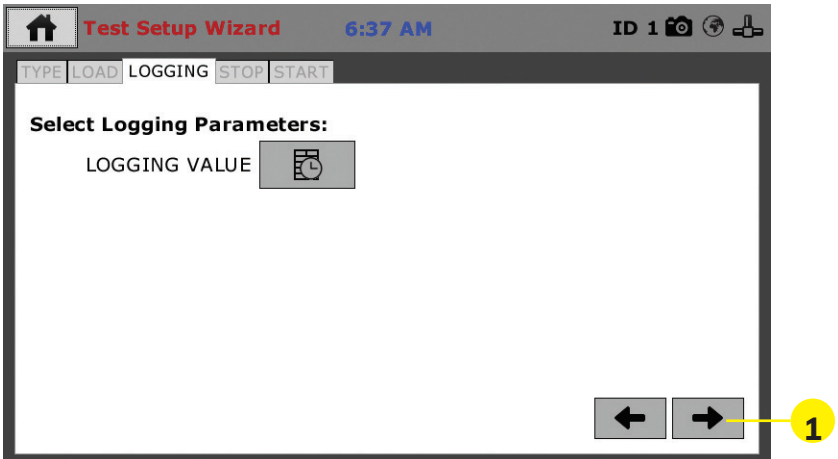 Test Setup Wizard 6:37 AM ID 1
TYPE LOAD LOGGING STOP START
Select Logging Parameters:
LOGGING VALUE
1